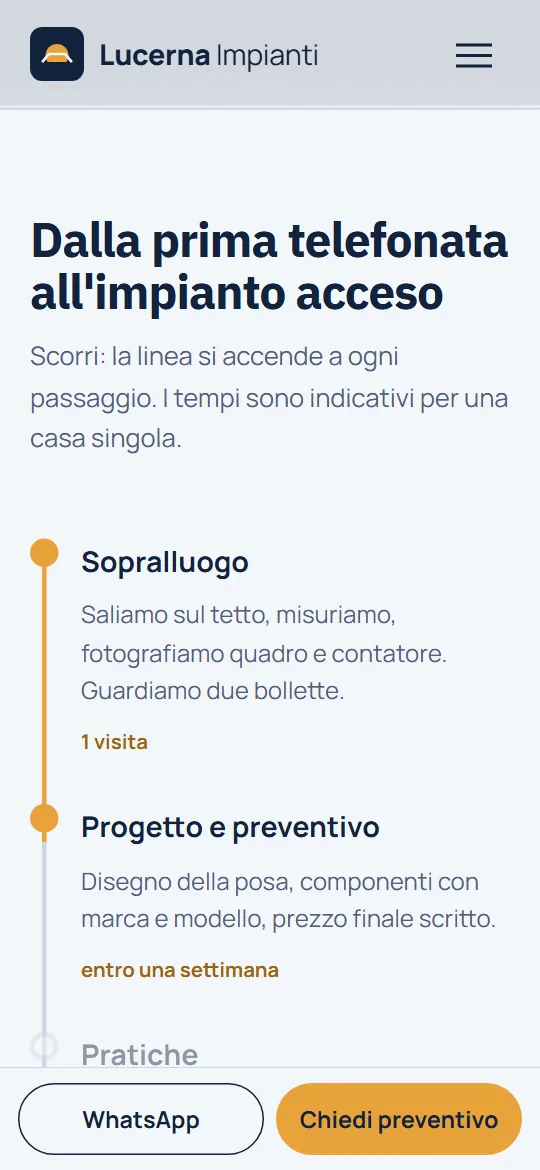 Lucerna Impianti
Dalla prima telefonata
all'impianto acceso
Scorri: la linea si accende a ogni
passaggio. I tempi sono indicativi per una
casa singola.
Sopralluogo
Saliamo sul tetto, misuriamo,
fotografiamo quadro e contatore.
Guardiamo due bollette.
1 visita
Progetto e preventivo
Disegno della posa, componenti con
marca e modello, prezzo finale scritto.
entro una settimana
Pratiche
WhatsApp
Chiedi preventivo